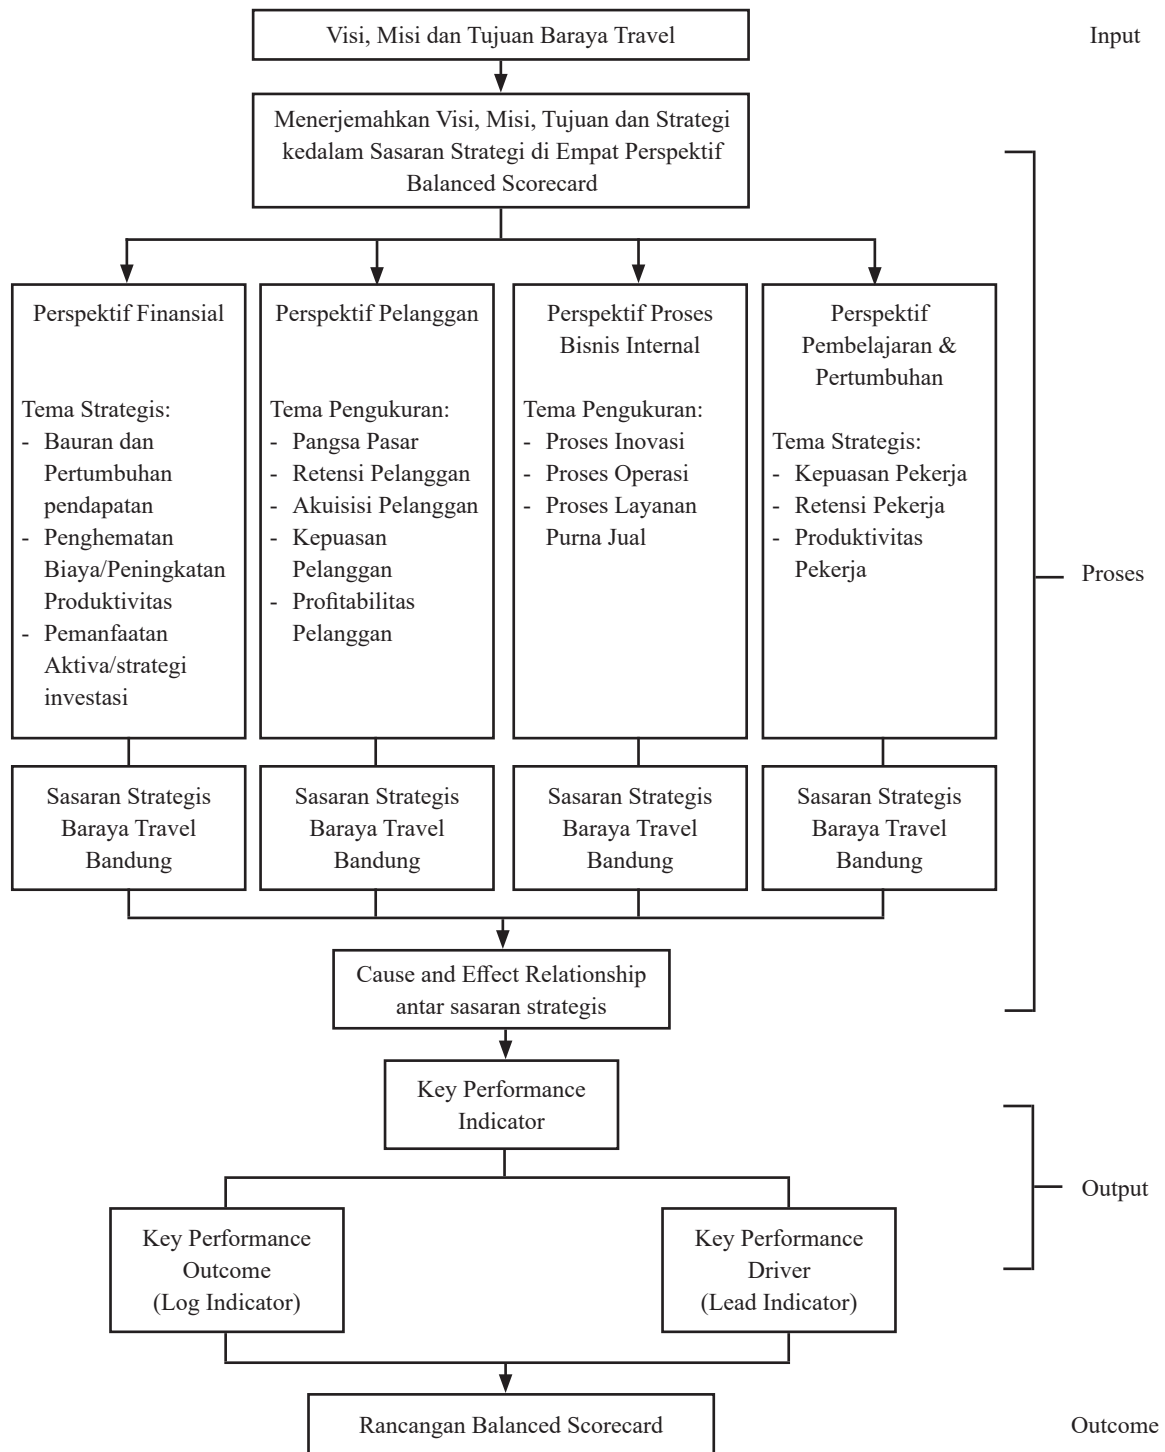 Visi, Misi dan Tujuan Baraya Travel
Input
Menerjemahkan Visi, Misi, Tujuan dan Strategi
kedalam Sasaran Strategi di Empat Perspektif
Balanced Scorecard
Perspektif Finansial
Tema Strategis:
- Bauran dan
Pertumbuhan
pendapatan
- Penghematan
Biaya/Peningkatan
Produktivitas
- Pemanfaatan
Aktiva/strategi
investasi
Perspektif Pelanggan
Tema Pengukuran:
- Pangsa Pasar
- Retensi Pelanggan
- Akuisisi Pelanggan
- Kepuasan
Pelanggan
- Profitabilitas
Pelanggan
Perspektif Proses
Bisnis Internal
Tema Pengukuran:
- Proses Inovasi
- Proses Operasi
- Proses Layanan
Purna Jual
Perspektif
Pembelajaran &
Pertumbuhan
Tema Strategis:
- Kepuasan Pekerja
- Retensi Pekerja
- Produktivitas
Pekerja
Proses
Sasaran Strategis
Baraya Travel
Bandung
Sasaran Strategis
Baraya Travel
Bandung
Sasaran Strategis
Baraya Travel
Bandung
Sasaran Strategis
Baraya Travel
Bandung
Cause and Effect Relationship
antar sasaran strategis
Key Performance
Indicator
Output
Key Performance
Outcome
(Log Indicator)
Key Performance
Driver
(Lead Indicator)
Rancangan Balanced Scorecard
Outcome